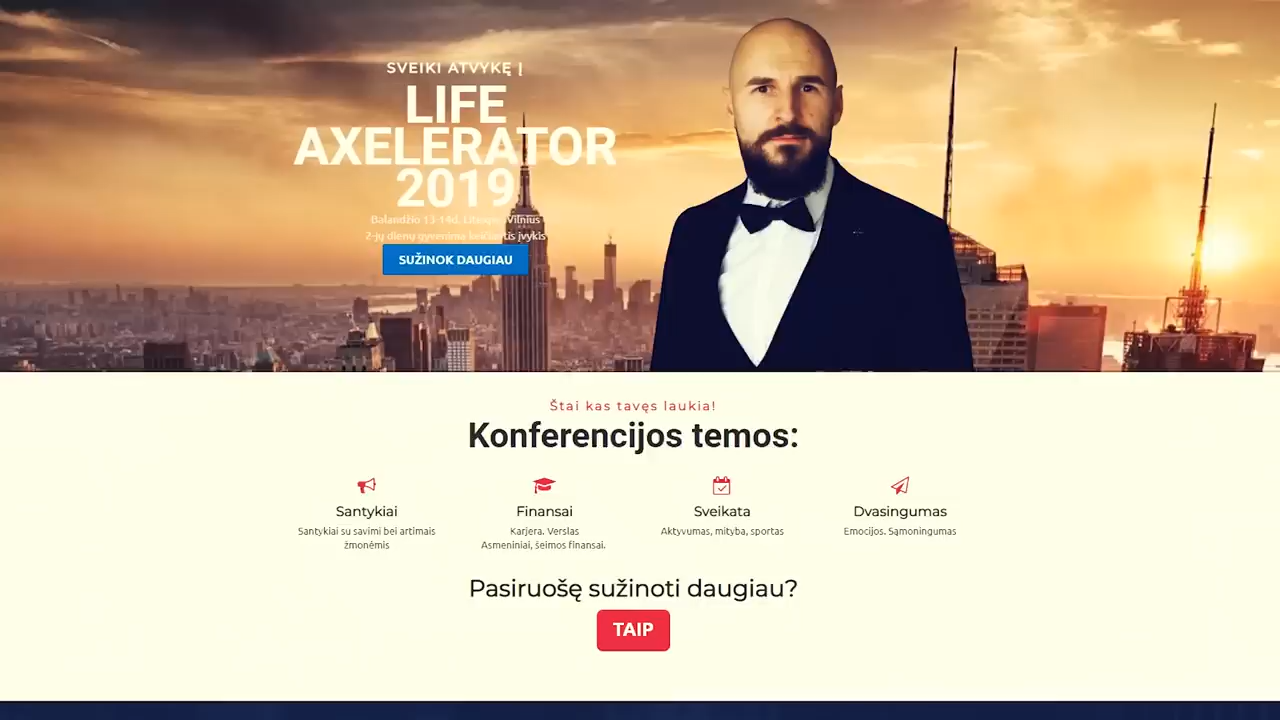 SVEIKI ATVYKĘ Į
LIFE
AXELERATOR
2019
Balandžio 13-14d. Vilnius
2-jų dienų gyvenimą keičiantis įvykis
SUŽINOK DAUGIAU
Štai kas tavęs laukia!
Konferencijos temos:
Santykiai
Santykiai su savimi bei artimais
žmonėmis
Finansai
Karjera. Verslas
Asmeniniai, šeimos finansai.
Sveikata
Aktyvumas, mityba, sportas
Dvasingumas
Emocijos. Sąmoningumas
Pasiruošę sužinoti daugiau?
TAIP